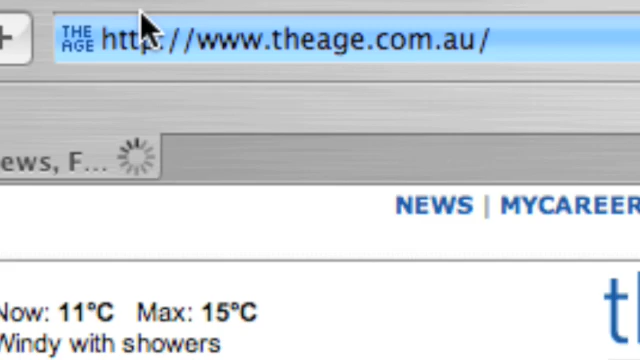 THE
AGE
http://www.theage.com.au/
ews, F...
NEWS | MYCAREER
Now: 11°C Max: 15°C
Windy with showers
t